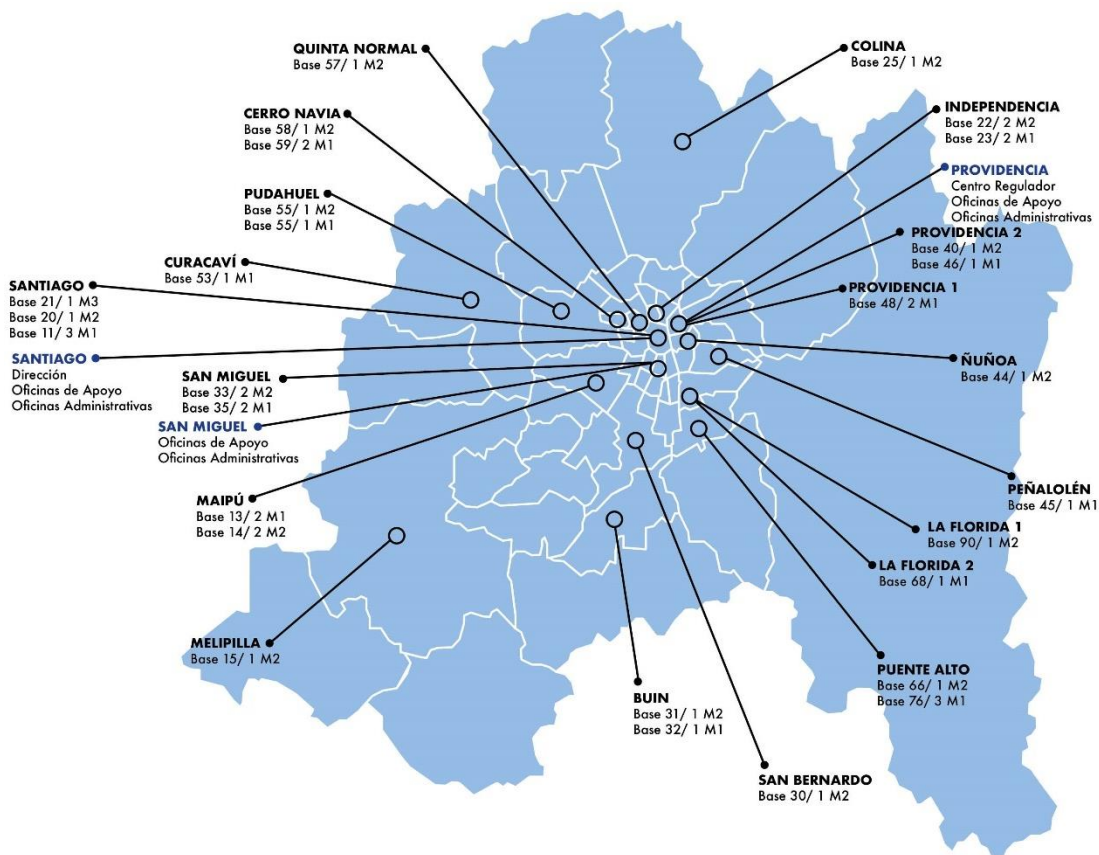 QUINTA NORMAL
Base 57/ 1 M2
COLINA
Base 25/ 1 M2
CERRO NAVIA
Base 58/ 1 M2
Base 59/ 2 M1
INDEPENDENCIA
Base 22/ 2 M2
Base 23/ 2 M1
PROVIDENCIA
Centro Regulador
Oficinas de Apoyo
Oficinas Administrativas
PUDAHUEL
Base 55/ 1 M2
Base 55/ 1 M1
PROVIDENCIA 2
Base 40/ 1 M2
Base 46/ 1 M1
CURACAVÍ
Base 53/ 1 M1
SANTIAGO
Base 21/ 1 M3
Base 20/ 1 M2
Base 11/ 3 M1
PROVIDENCIA 1
Base 48/ 2 M1
SANTIAGO
Dirección
Oficinas de Apoyo
Oficinas Administrativas
ÑUÑOA
Base 44/ 1 M2
SAN MIGUEL
Base 33/ 2 M2
Base 35/ 2 M1
SAN MIGUEL
Oficinas de Apoyo
Oficinas Administrativas
PEÑALOLÉN
Base 45/ 1 M1
MAIPÚ
Base 13/ 2 M1
Base 14/ 2 M2
LA FLORIDA 1
Base 90/ 1 M2
LA FLORIDA 2
Base 68/ 1 M1
MELIPILLA
Base 15/ 1 M2
PUENTE ALTO
Base 66/ 1 M2
Base 76/ 3 M1
BUIN
Base 31/ 1 M2
Base 32/ 1 M1
SAN BERNARDO
Base 30/ 1 M2